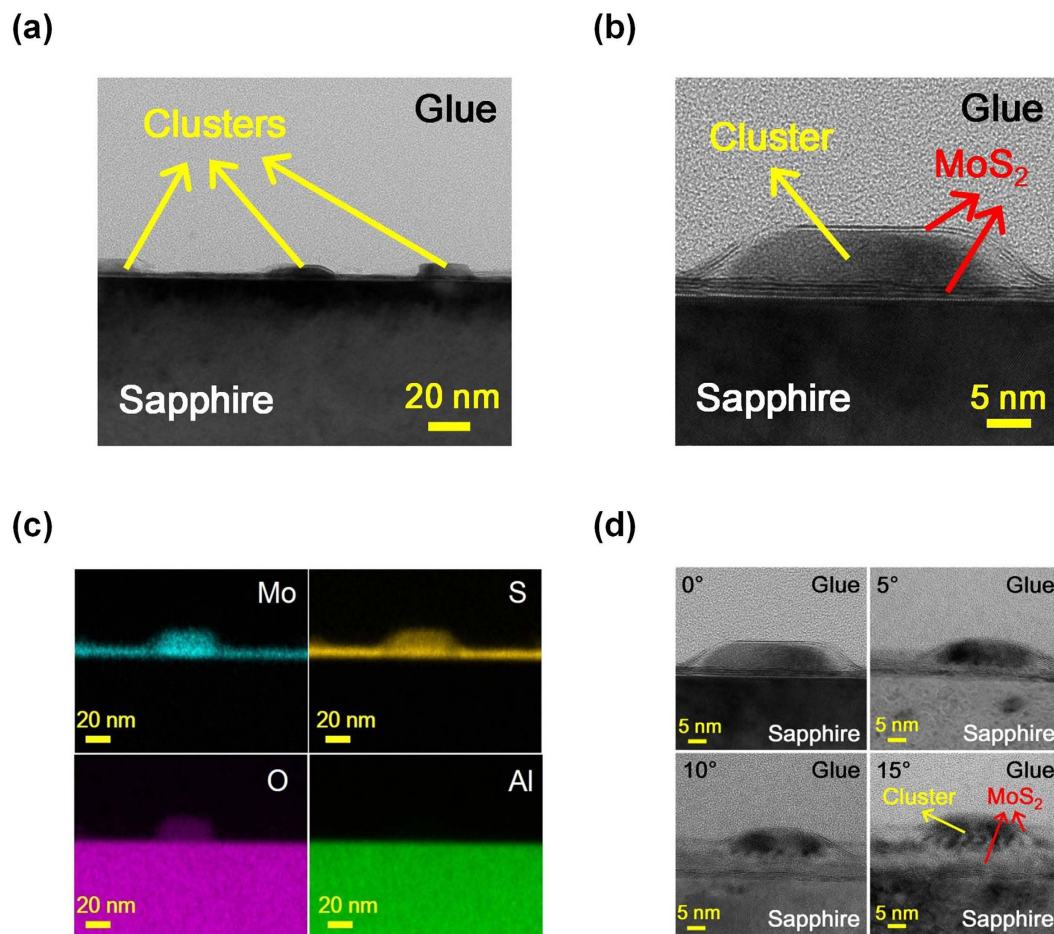 (a)
Glue
Clusters
Sapphire
20 nm
(b)
Glue
Cluster
MoS₂
Sapphire
5 nm
(c)
Mo
20 nm
S
20 nm
O
20 nm
Al
20 nm
(d)
0° Glue
5 nm Sapphire
5° Glue
5 nm Sapphire
10° Glue
5 nm Sapphire
15° Glue
Cluster MoS₂
5 nm Sapphire